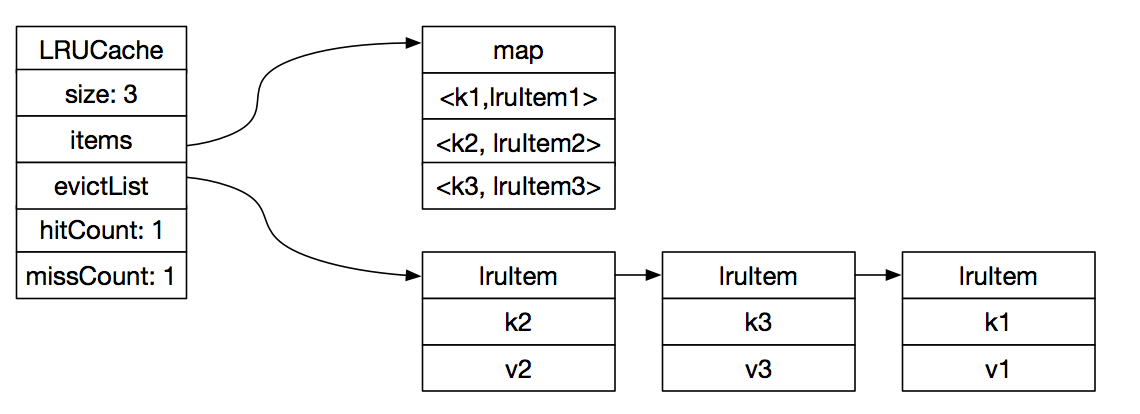 LRUCache
size: 3
items
evictList
hitCount: 1
missCount: 1
map
<k1,lruItem1>
<k2, lruItem2>
<k3, lruItem3>
lruItem
k2
v2
lruItem
k3
v3
lruItem
k1
v1